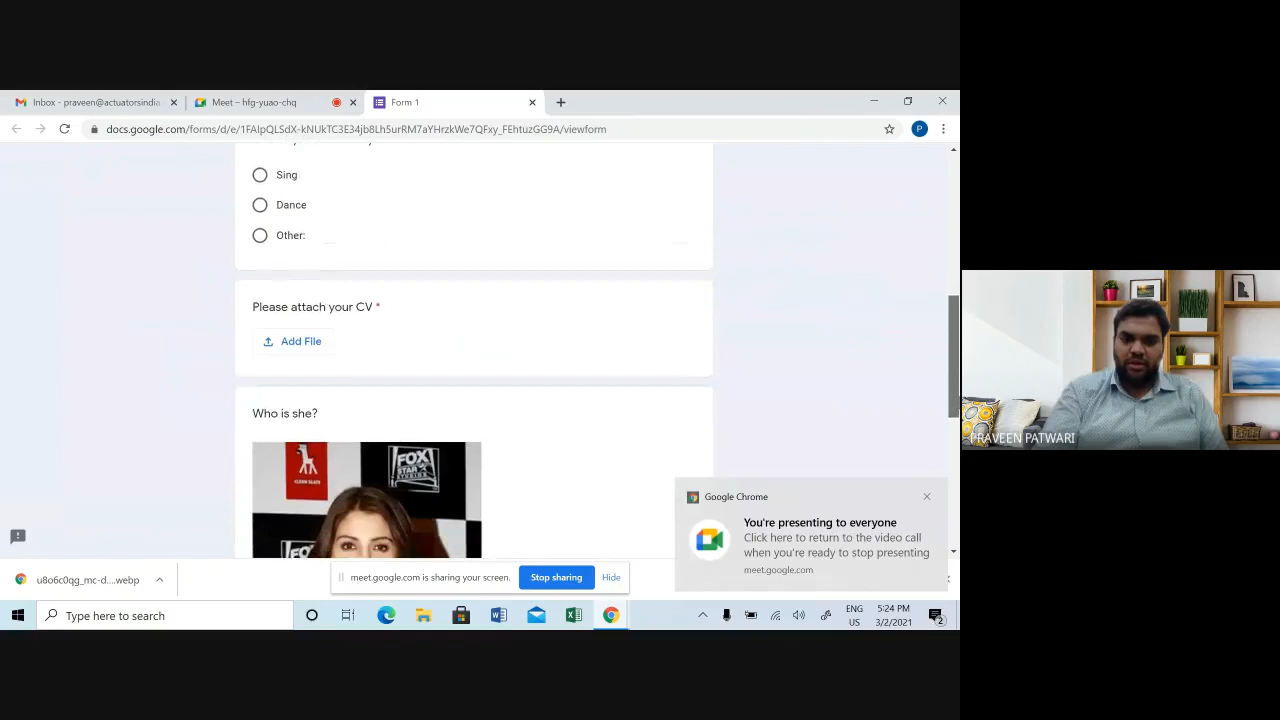 Inbox - praveen@actuatorsindia
Meet – hfg-yuao-chq
Form 1
docs.google.com/forms/d/e/1FAIpQLSdX-kNUkTC3E34jb8Lh5urRM7aYHrzkWe7QFxy_FEhtuzGG9A/viewform
P
Sing
Dance
Other:
Please attach your CV *
Add File
Who is she?
CLEAN SLATE
FOX
STAR
STUDIOS
FOX
Google Chrome
You're presenting to everyone
Click here to return to the video call
when you're ready to stop presenting
meet.google.com
PRAVEEN PATWARI
u8o6c0qg_mc-d....webp
meet.google.com is sharing your screen.
Stop sharing
Hide
Type here to search
ENG
US
5:24 PM
3/2/2021
2